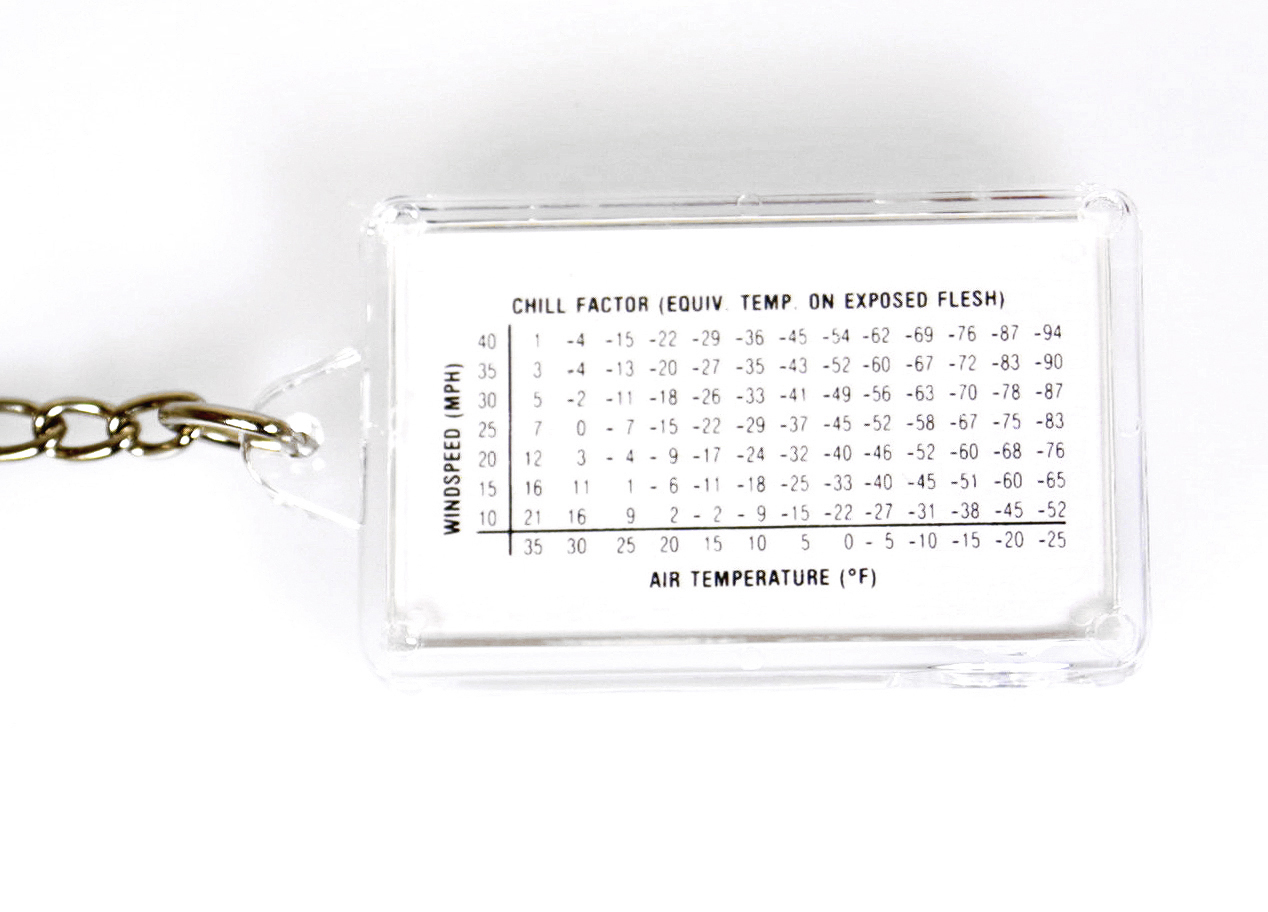 CHILL FACTOR (EQUIV. TEMP. ON EXPOSED FLESH)
WINDSPEED (MPH)
40 1 -4 -15 -22 -29 -36 -45 -54 -62 -69 -76 -87 -94
35 3 -4 -13 -20 -27 -35 -43 -52 -60 -67 -72 -83 -90
30 5 -2 -11 -18 -26 -33 -41 -49 -56 -63 -70 -78 -87
25 7 0 - 7 -15 -22 -29 -37 -45 -52 -58 -67 -75 -83
20 12 3 - 4 - 9 -17 -24 -32 -40 -46 -52 -60 -68 -76
15 16 11 1 - 6 -11 -18 -25 -33 -40 -45 -51 -60 -65
10 21 16 9 2 - 2 - 9 -15 -22 -27 -31 -38 -45 -52
35 30 25 20 15 10 5 0 - 5 -10 -15 -20 -25
AIR TEMPERATURE (°F)